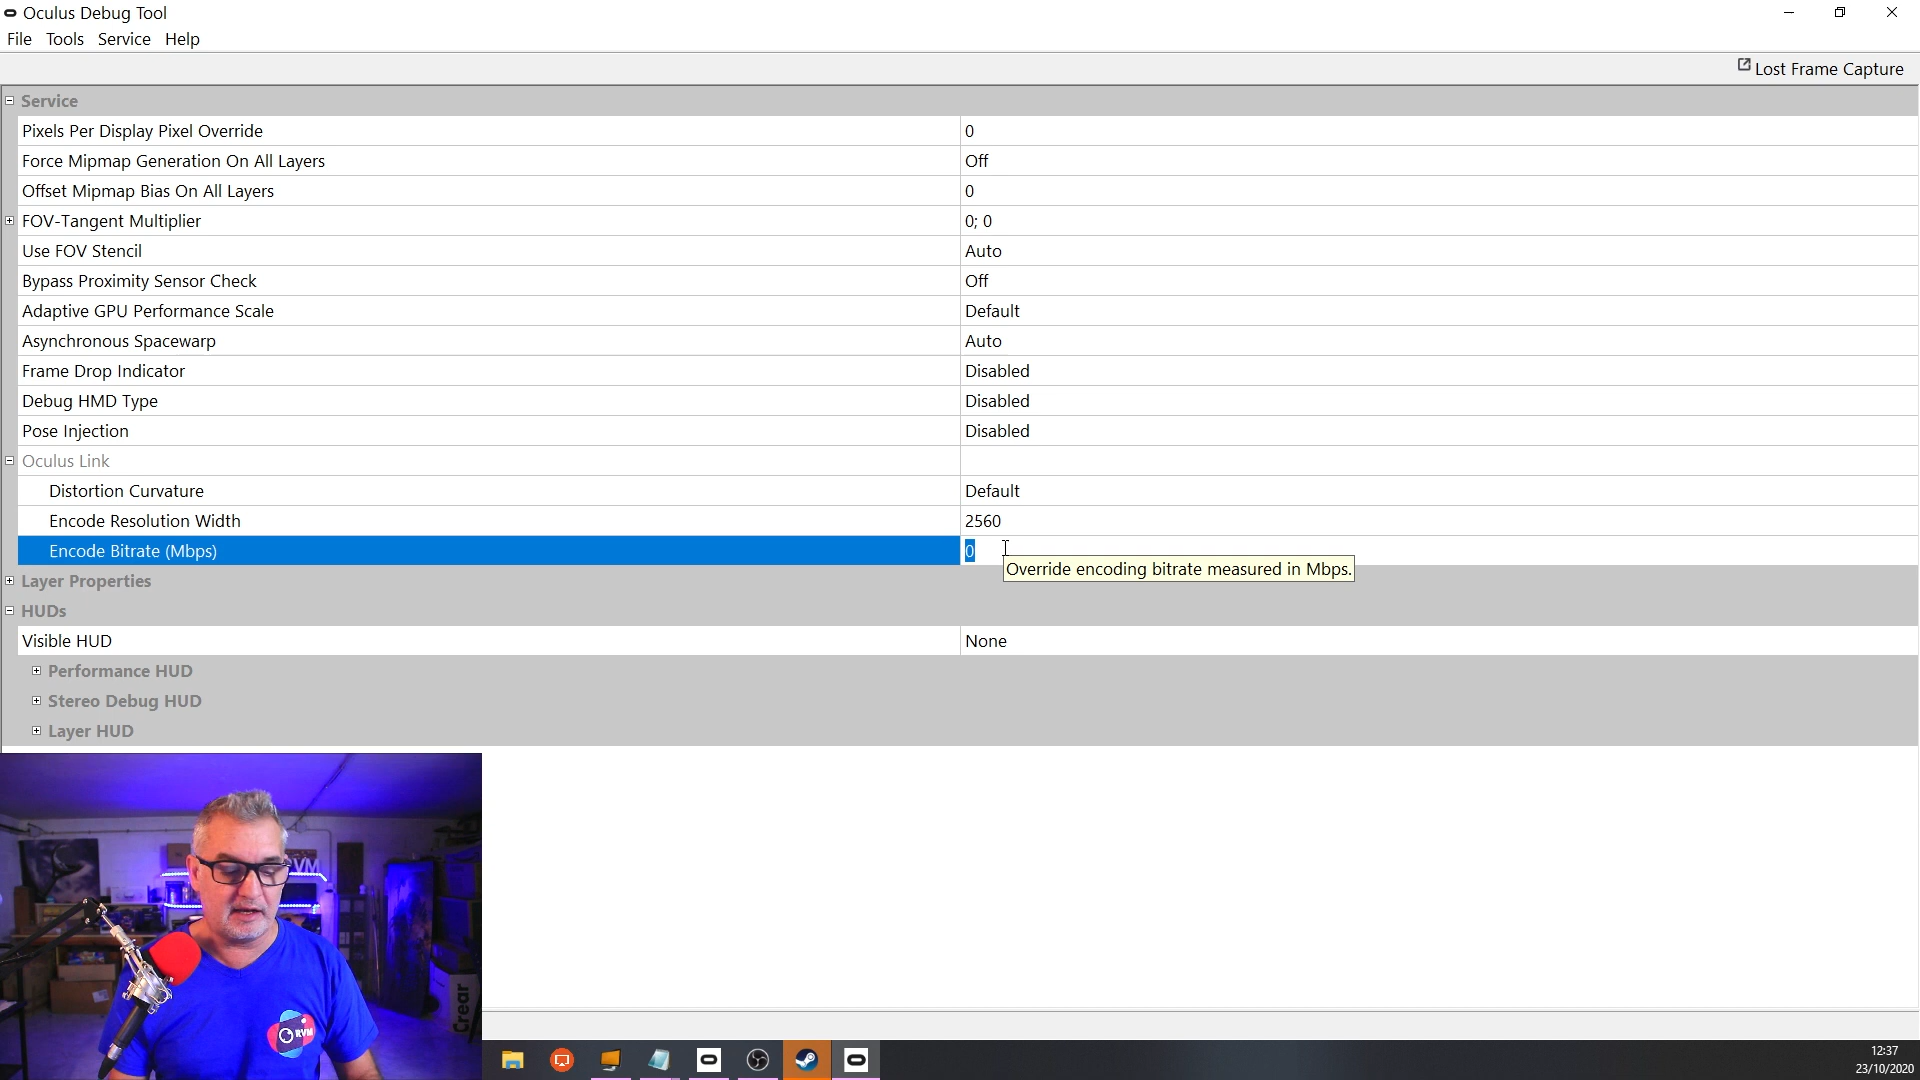 Oculus Debug Tool
File Tools Service Help
Lost Frame Capture
Service
Pixels Per Display Pixel Override 0
Force Mipmap Generation On All Layers Off
Offset Mipmap Bias On All Layers 0
FOV-Tangent Multiplier 0; 0
Use FOV Stencil Auto
Bypass Proximity Sensor Check Off
Adaptive GPU Performance Scale Default
Asynchronous Spacewarp Auto
Frame Drop Indicator Disabled
Debug HMD Type Disabled
Pose Injection Disabled
Oculus Link
Distortion Curvature Default
Encode Resolution Width 2560
Encode Bitrate (Mbps) 0
Override encoding bitrate measured in Mbps.
Layer Properties
HUDs
Visible HUD None
Performance HUD
Stereo Debug HUD
Layer HUD
RVM
Crear
12:37
23/10/2020